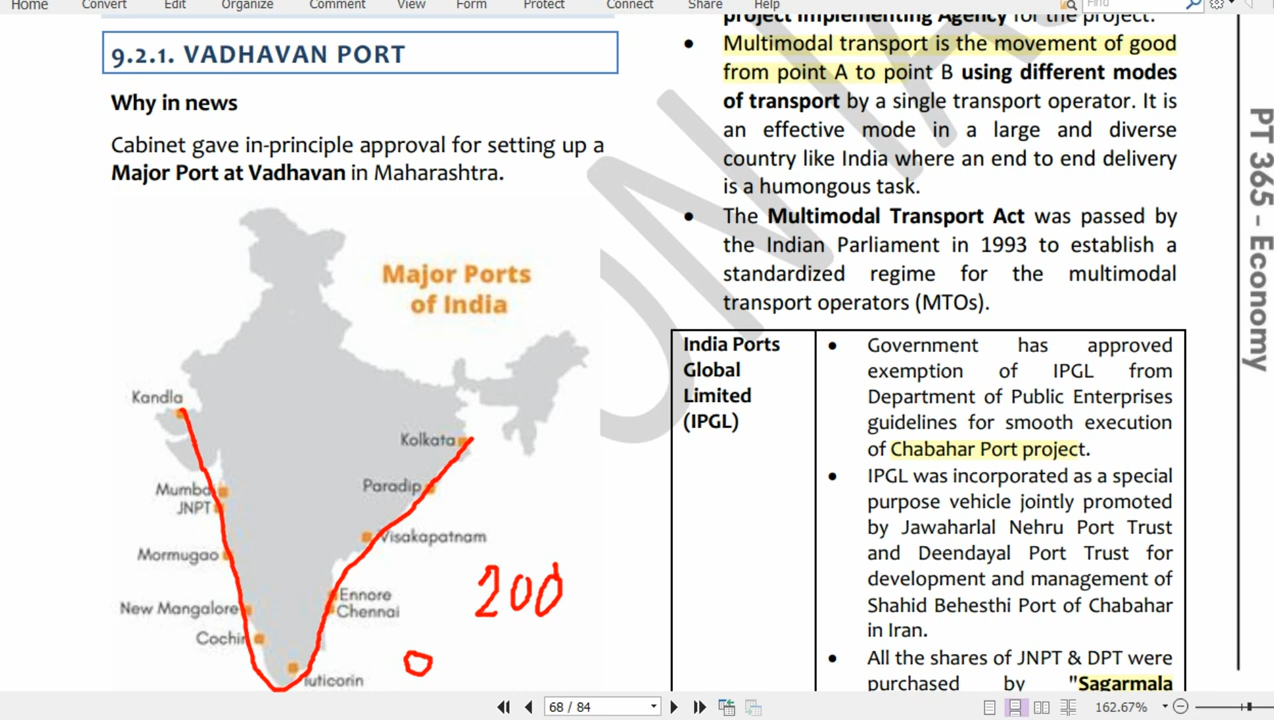 Home Convert Edit Organize Comment View Form Protect Connect Share Help Find
9.2.1. VADHAVAN PORT
Why in news
Cabinet gave in-principle approval for setting up a
Major Port at Vadhavan in Maharashtra.
Major Ports
of India
Kandla
Kolkata
Paradip
Mumbai
JNPT
Visakapatnam
Mormugao
Ennore
Chennai
New Mangalore
Cochin
Tuticorin
200
project Implementing Agency for the project.
• Multimodal transport is the movement of good
from point A to point B using different modes
of transport by a single transport operator. It is
an effective mode in a large and diverse
country like India where an end to end delivery
is a humongous task.
• The Multimodal Transport Act was passed by
the Indian Parliament in 1993 to establish a
standardized regime for the multimodal
transport operators (MTOs).
India Ports
Global
Limited
(IPGL)
• Government has approved
exemption of IPGL from
Department of Public Enterprises
guidelines for smooth execution
of Chabahar Port project.
• IPGL was incorporated as a special
purpose vehicle jointly promoted
by Jawaharlal Nehru Port Trust
and Deendayal Port Trust for
development and management of
Shahid Behesthi Port of Chabahar
in Iran.
• All the shares of JNPT & DPT were
purchased by "Sagarmala
PT 365 - Economy
68 / 84
162.67%